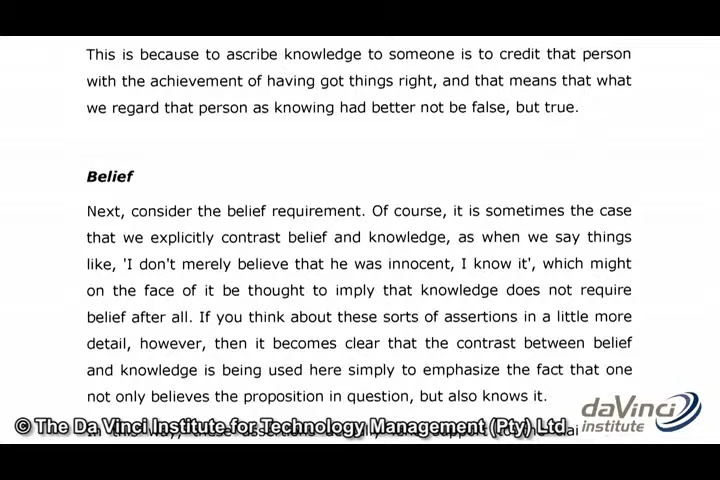 This is because to ascribe knowledge to someone is to credit that person
with the achievement of having got things right, and that means that what
we regard that person as knowing had better not be false, but true.
Belief
Next, consider the belief requirement. Of course, it is sometimes the case
that we explicitly contrast belief and knowledge, as when we say things
like, 'I don't merely believe that he was innocent, I know it', which might
on the face of it be thought to imply that knowledge does not require
belief after all. If you think about these sorts of assertions in a little more
detail, however, then it becomes clear that the contrast between belief
and knowledge is being used here simply to emphasize the fact that one
not only believes the proposition in question, but also knows it.
daVinci
institute
© The Da Vinci Institute for Technology Management (Pty) Ltd